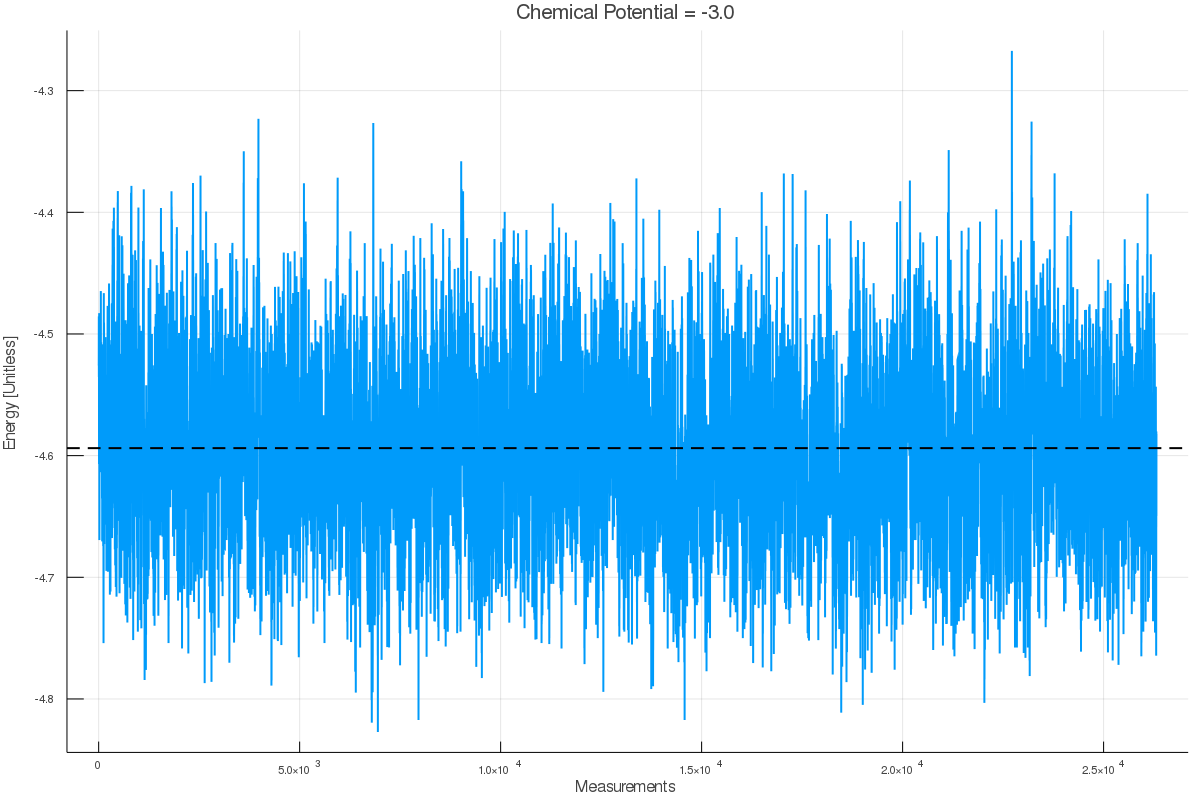 Chemical Potential = -3.0
Energy [Unitless]
-4.3
-4.4
-4.5
-4.6
-4.7
-4.8
0 5.0×10 3 1.0×10 4 1.5×10 4 2.0×10 4 2.5×10 4
Measurements